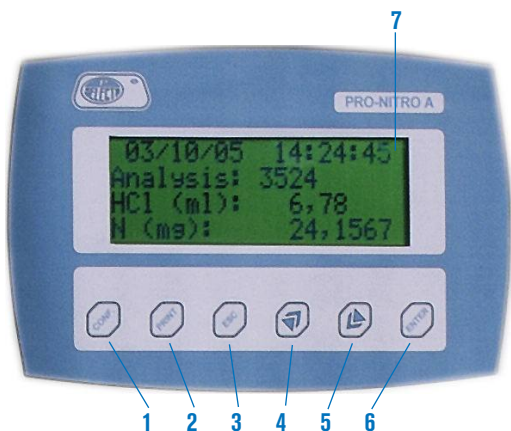 7
SELECTA
PRO-NITRO A
03/10/05 14:24:45
Analysis: 3524
HCl (ml): 6,78
N (mg): 24,1567
CONF
PRINT
ESC
ENTER
1 2 3 4 5 6